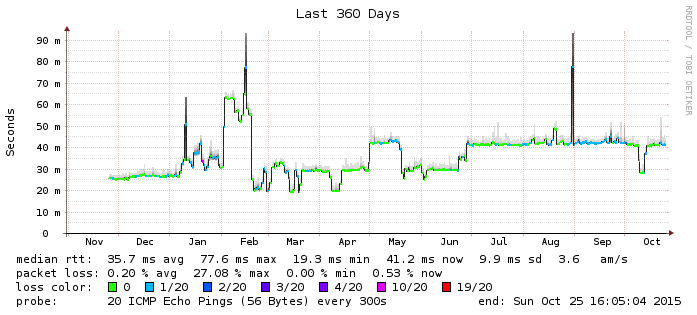 Last 360 Days
RRDTOOL / TOBI OETIKER
Seconds
90 m
80 m
70 m
60 m
50 m
40 m
30 m
20 m
10 m
0
Nov Dec Jan Feb Mar Apr May Jun Jul Aug Sep Oct
median rtt: 35.7 ms avg 77.6 ms max 19.3 ms min 41.2 ms now 9.9 ms sd 3.6 am/s
packet loss: 0.20 % avg 27.08 % max 0.00 % min 0.53 % now
loss color: 0 1/20 2/20 3/20 4/20 10/20 19/20
probe: 20 ICMP Echo Pings (56 Bytes) every 300s end: Sun Oct 25 16:05:04 2015